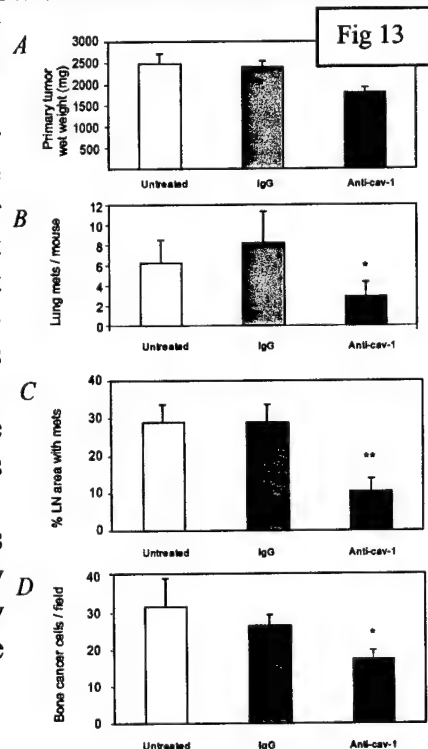 Fig 13
A
Primary tumor
wet weight (mg)
3000
2500
2000
1500
1000
500
Untreated
IgG
Anti-cav-1
B
Lung mets / mouse
12
10
8
6
4
2
0
*
Untreated
IgG
Anti-cav-1
C
% LN area with mets
40
30
20
10
0
**
Untreated
IgG
Anti-cav-1
D
Bone cancer cells / field
40
30
20
10
0
*
Untreated
IgG
Anti-cav-1